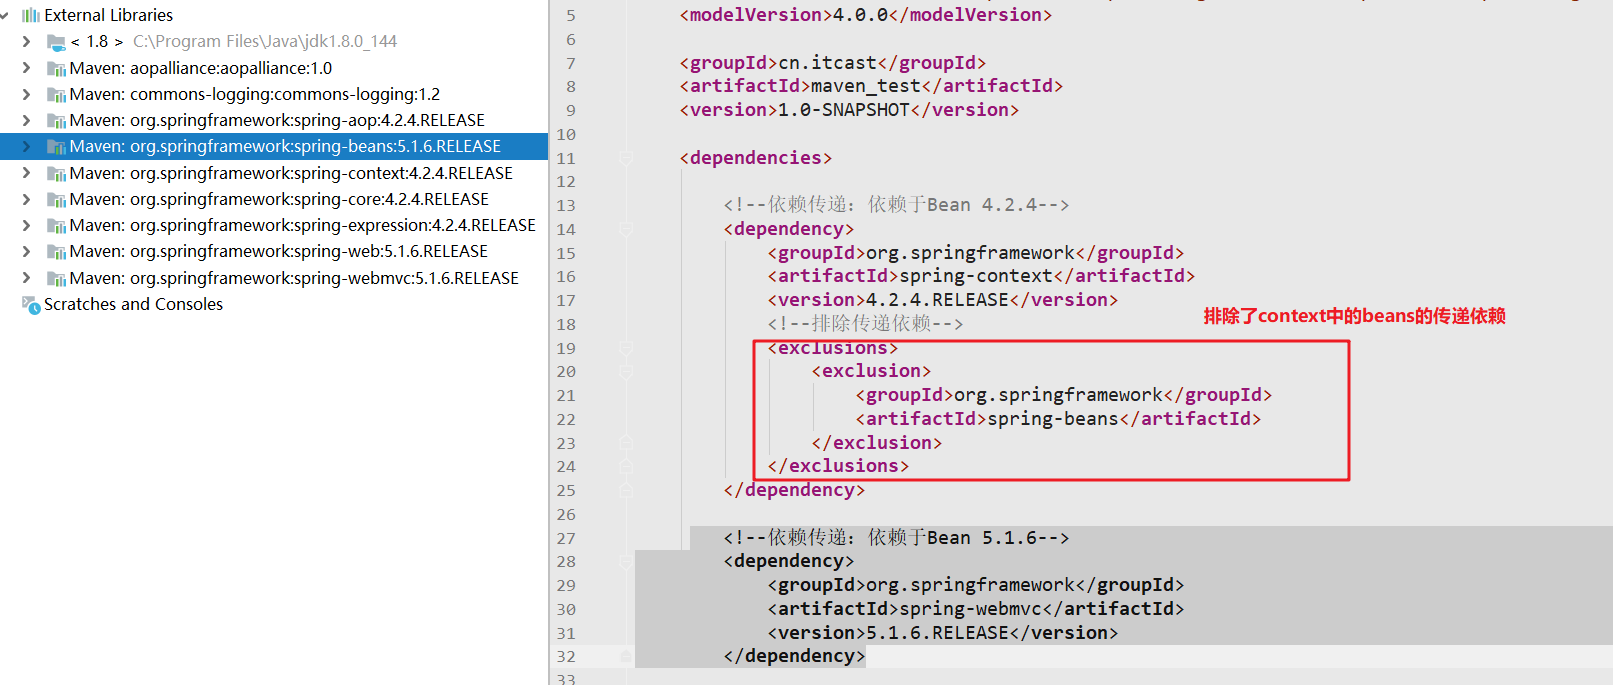 External Libraries
< 1.8 > C:\Program Files\Java\jdk1.8.0_144
Maven: aopalliance:aopalliance:1.0
Maven: commons-logging:commons-logging:1.2
Maven: org.springframework:spring-aop:4.2.4.RELEASE
Maven: org.springframework:spring-beans:5.1.6.RELEASE
Maven: org.springframework:spring-context:4.2.4.RELEASE
Maven: org.springframework:spring-core:4.2.4.RELEASE
Maven: org.springframework:spring-expression:4.2.4.RELEASE
Maven: org.springframework:spring-web:5.1.6.RELEASE
Maven: org.springframework:spring-webmvc:5.1.6.RELEASE
Scratches and Consoles
5 <modelVersion>4.0.0</modelVersion>
6
7 <groupId>cn.itcast</groupId>
8 <artifactId>maven_test</artifactId>
9 <version>1.0-SNAPSHOT</version>
10
11 <dependencies>
12
13 <!--依赖传递：依赖于Bean 4.2.4-->
14 <dependency>
15 <groupId>org.springframework</groupId>
16 <artifactId>spring-context</artifactId>
17 <version>4.2.4.RELEASE</version>
18 <!--排除传递依赖-->
排除了context中的beans的传递依赖
19 <exclusions>
20 <exclusion>
21 <groupId>org.springframework</groupId>
22 <artifactId>spring-beans</artifactId>
23 </exclusion>
24 </exclusions>
25 </dependency>
26
27 <!--依赖传递：依赖于Bean 5.1.6-->
28 <dependency>
29 <groupId>org.springframework</groupId>
30 <artifactId>spring-webmvc</artifactId>
31 <version>5.1.6.RELEASE</version>
32 </dependency>
33